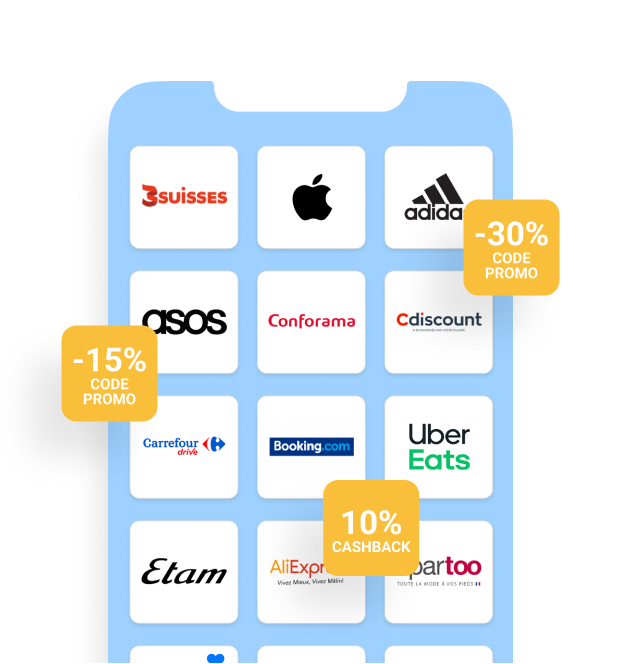 3SUISSES
adidas
-30%
CODE
PROMO
asos
Conforama
Cdiscount
-15%
CODE
PROMO
Carrefour
drive
Booking.com
Uber
Eats
10%
CASHBACK
Etam
AliExpr
Vivez Mieux, Vivez Mâlin!
partoo
TOUTE LA MODE À VOS PIEDS